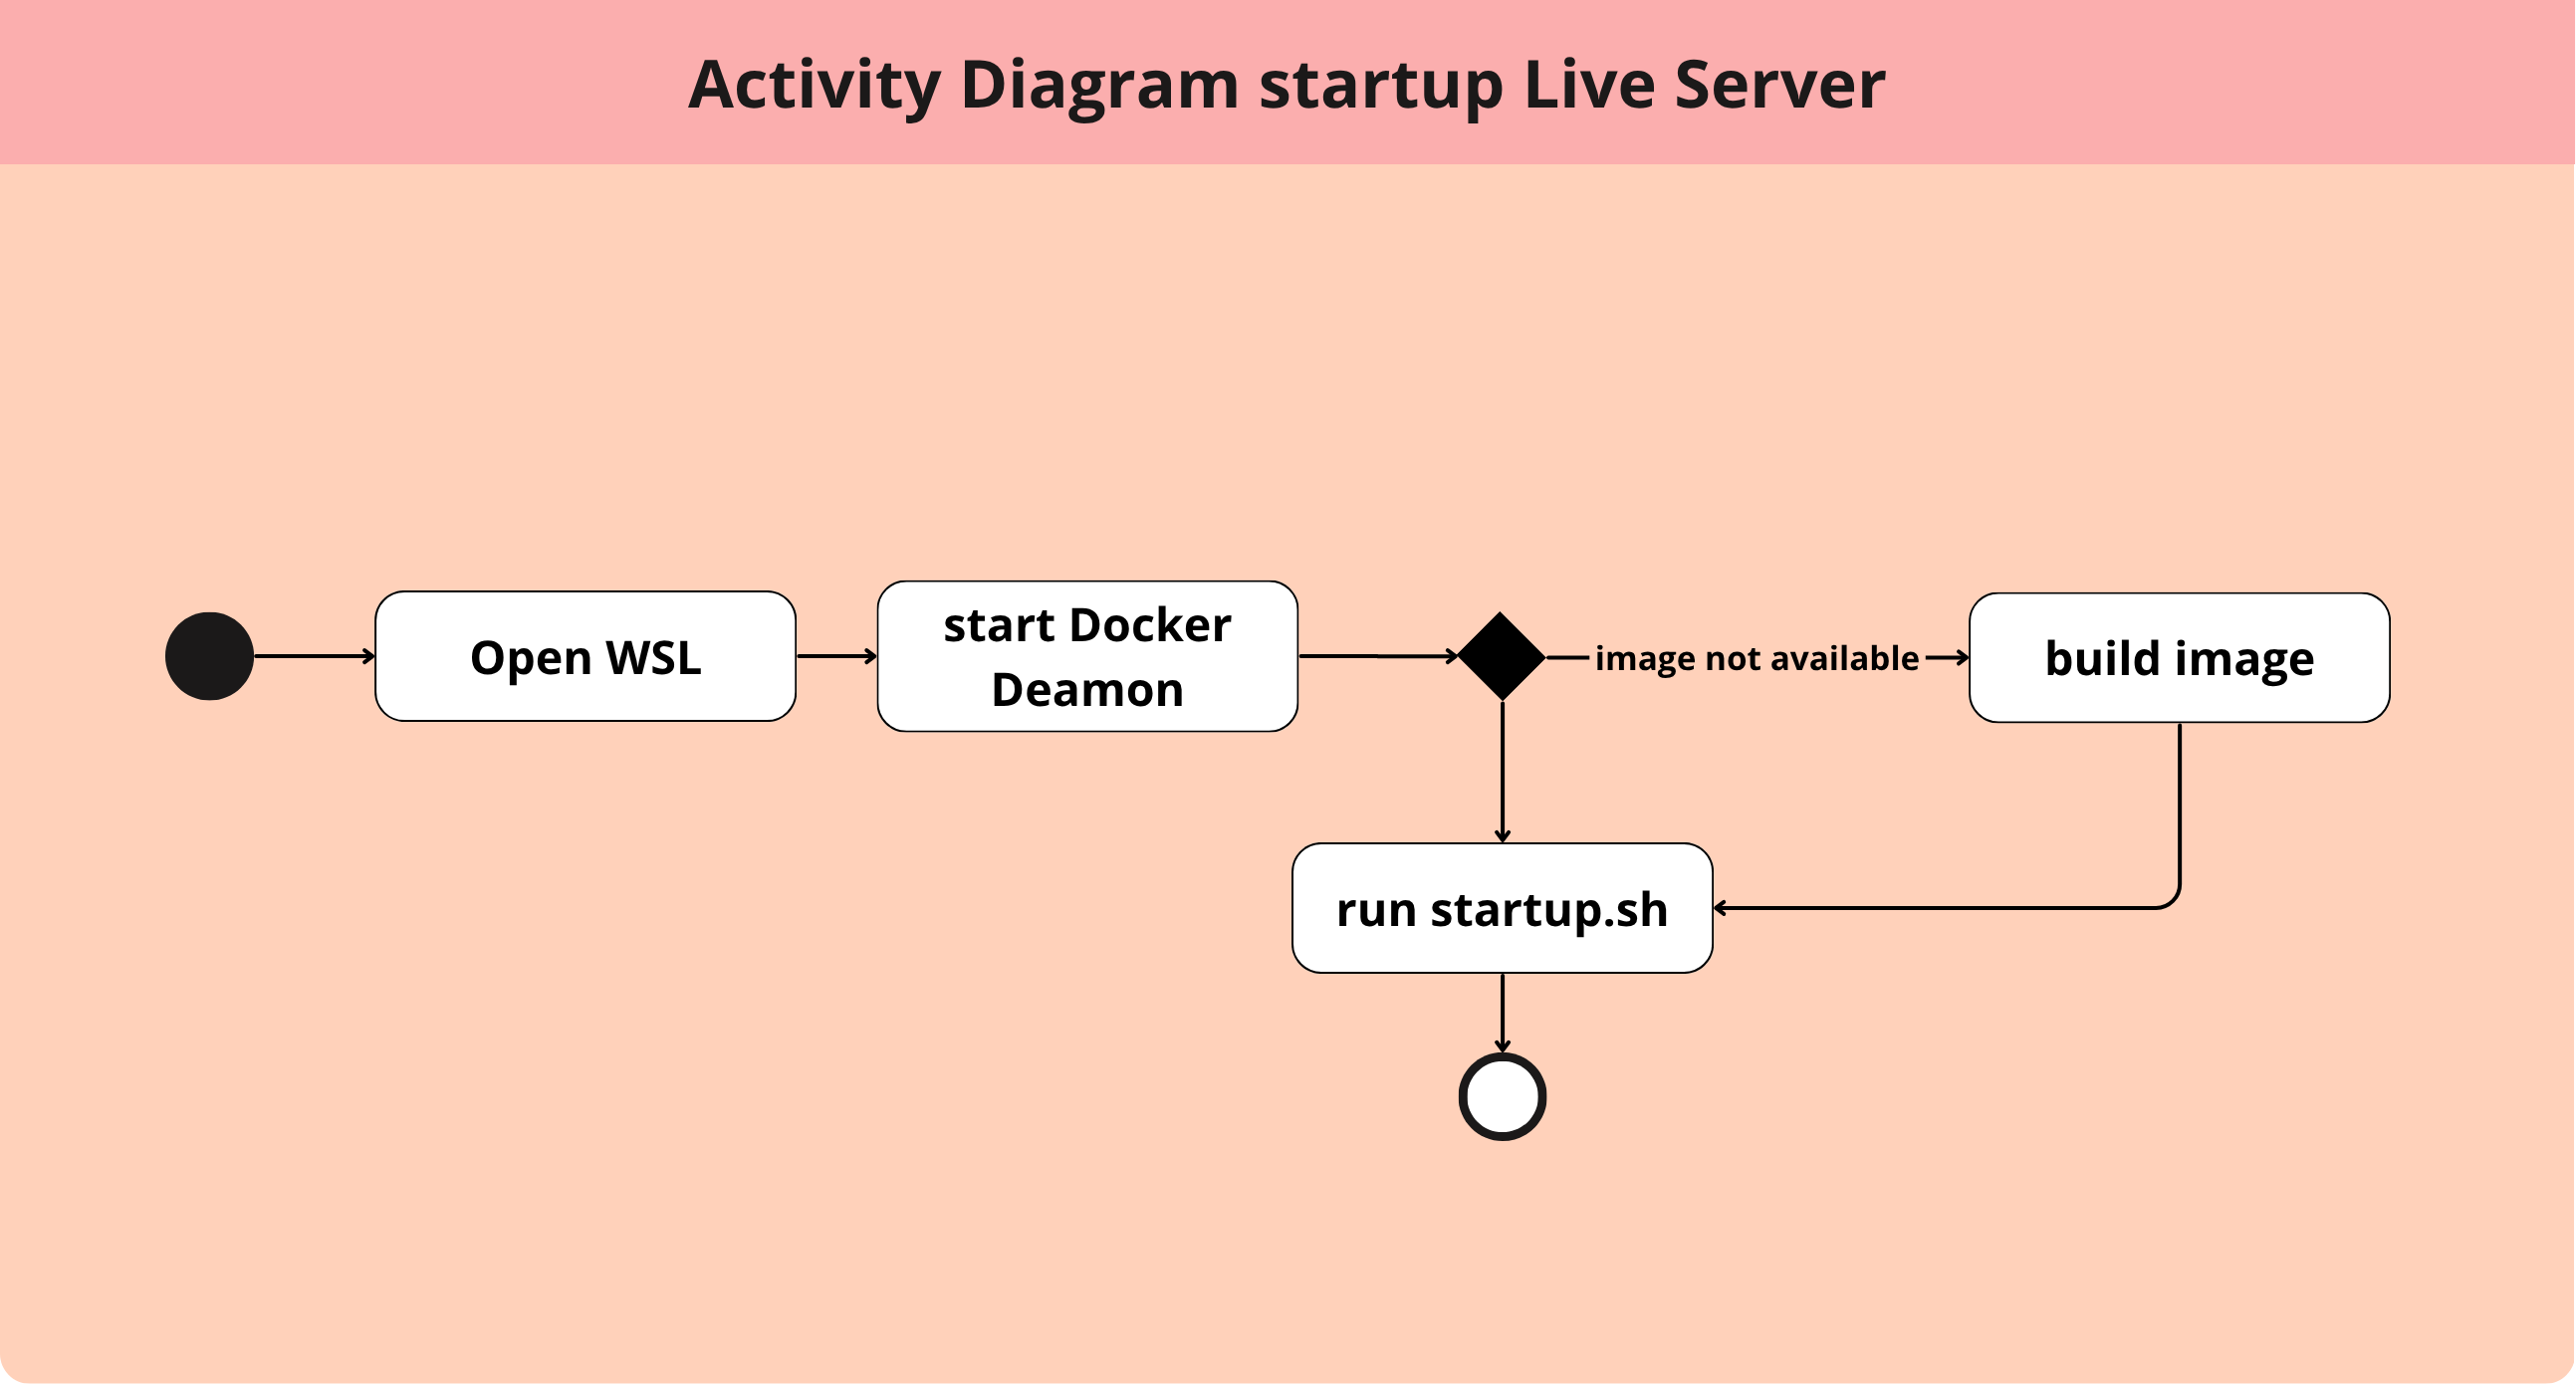 Activity Diagram startup Live Server
Open WSL
start Docker
Deamon
image not available
build image
run startup.sh